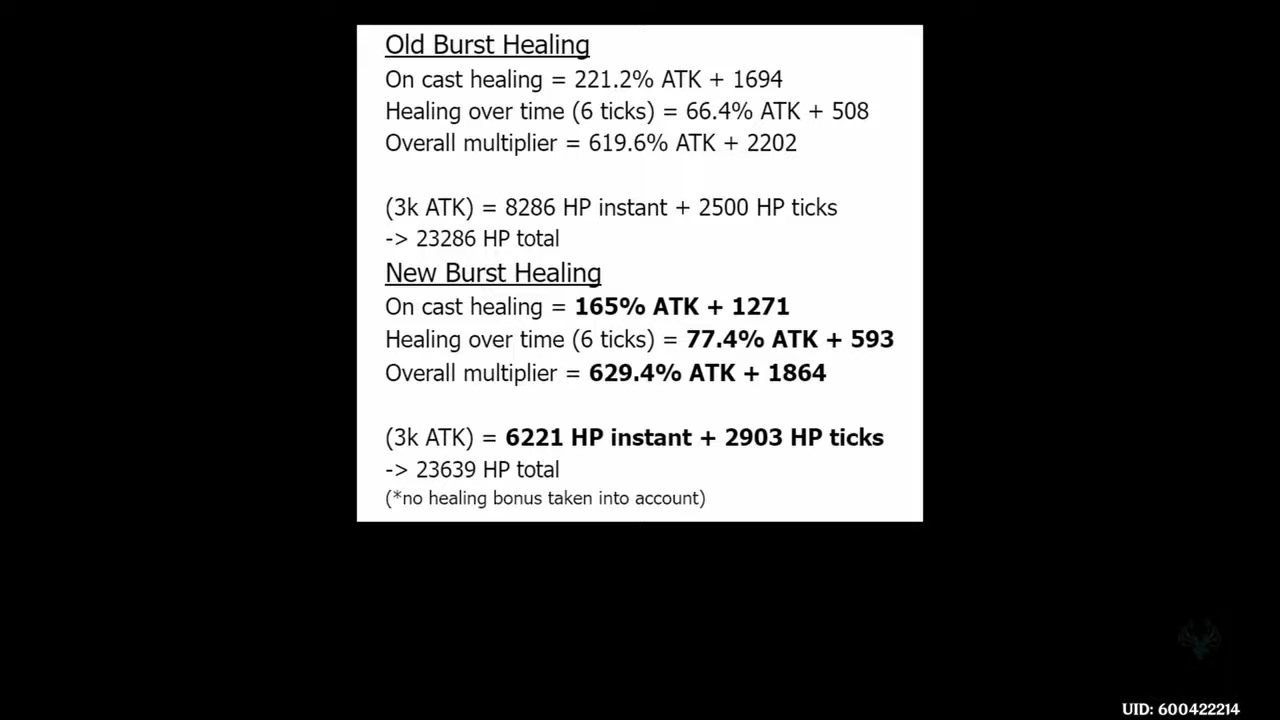 Old Burst Healing
On cast healing = 221.2% ATK + 1694
Healing over time (6 ticks) = 66.4% ATK + 508
Overall multiplier = 619.6% ATK + 2202
(3k ATK) = 8286 HP instant + 2500 HP ticks
-> 23286 HP total
New Burst Healing
On cast healing = 165% ATK + 1271
Healing over time (6 ticks) = 77.4% ATK + 593
Overall multiplier = 629.4% ATK + 1864
(3k ATK) = 6221 HP instant + 2903 HP ticks
-> 23639 HP total
(*no healing bonus taken into account)
UID: 600422214